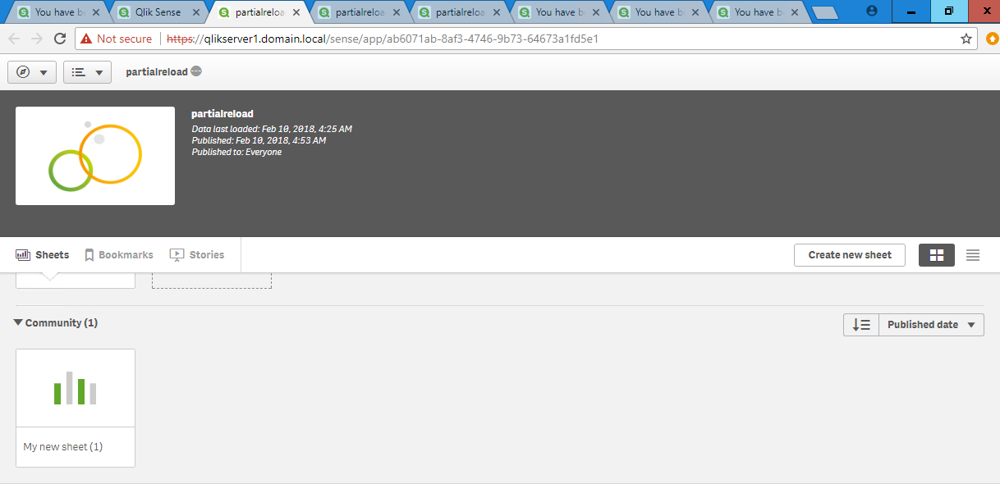 You have b
Qlik Sense
partialreloa
partialreloa
partialreloa
You have b
You have b
You have b
Not secure
https://qlikserver1.domain.local/sense/app/ab6071ab-8af3-4746-9b73-64673a1fd5e1
partialreload
partialreload
Data last loaded: Feb 10, 2018, 4:25 AM
Published: Feb 10, 2018, 4:53 AM
Published to: Everyone
Sheets
Bookmarks
Stories
Create new sheet
Community (1)
Published date
My new sheet (1)